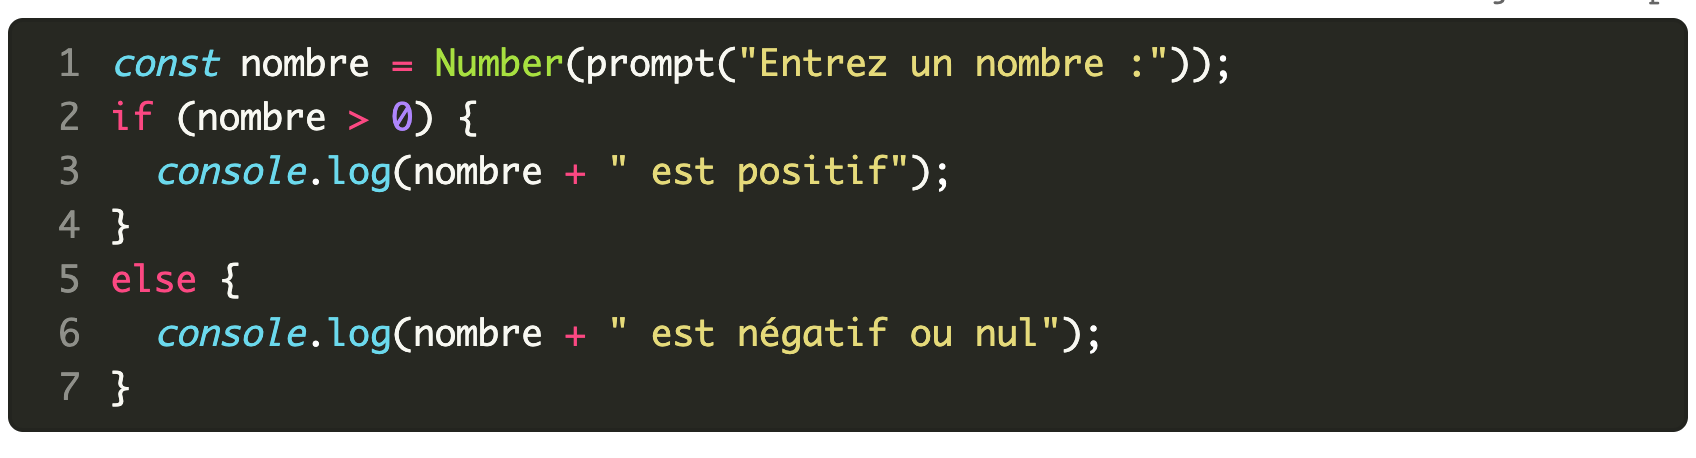 1 const nombre = Number(prompt("Entrez un nombre :"));
2 if (nombre > 0) {
3   console.log(nombre + " est positif");
4 }
5 else {
6   console.log(nombre + " est négatif ou nul");
7 }